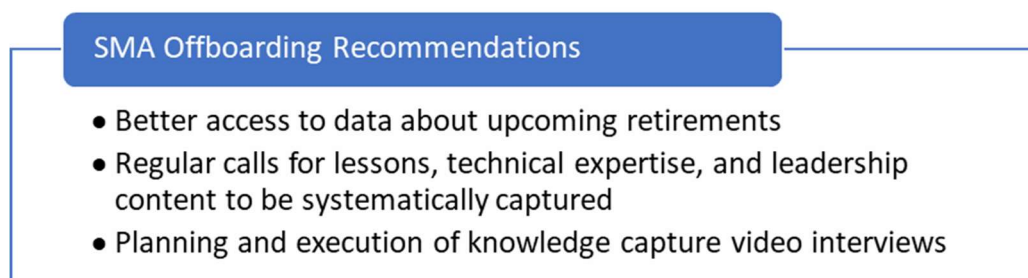 SMA Offboarding Recommendations
● Better access to data about upcoming retirements
● Regular calls for lessons, technical expertise, and leadership
content to be systematically captured
● Planning and execution of knowledge capture video interviews